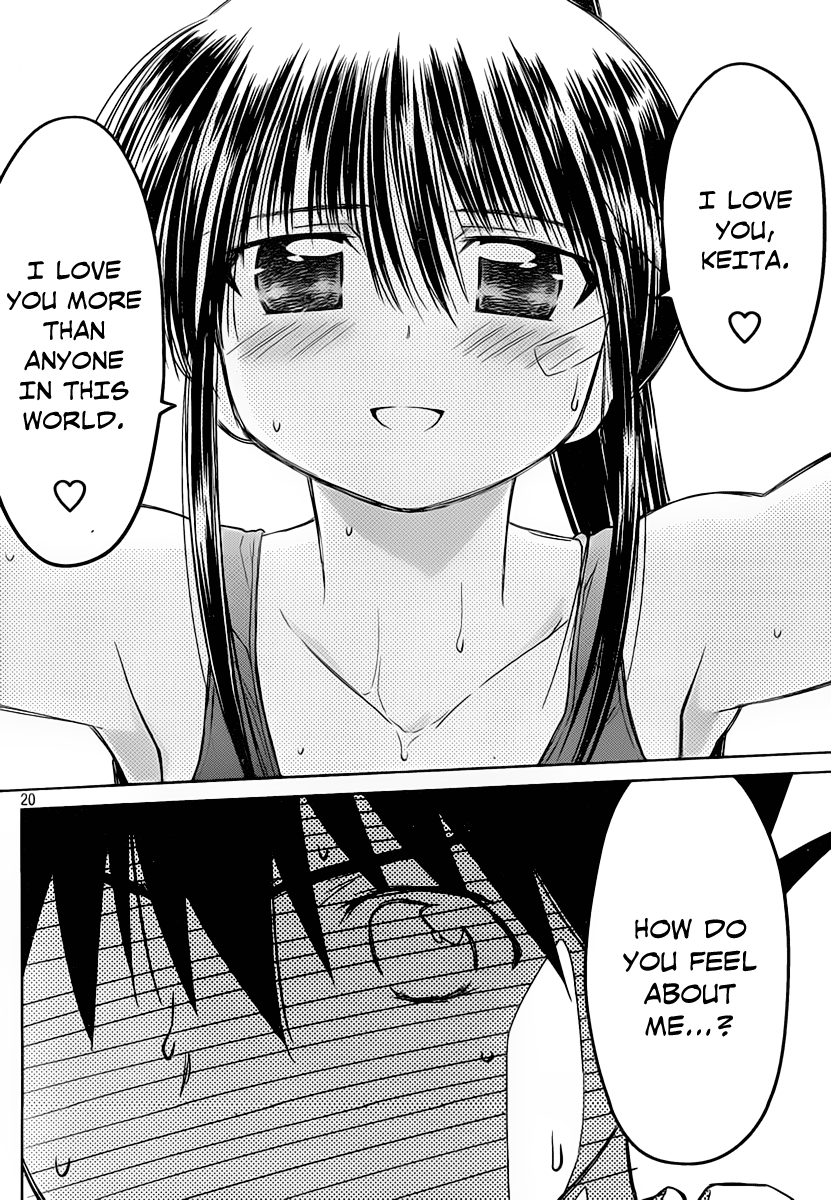 I LOVE
YOU,
KEITA.
♡
I LOVE
YOU MORE
THAN
ANYONE
IN THIS
WORLD.
♡
20
HOW DO
YOU FEEL
ABOUT
ME...?